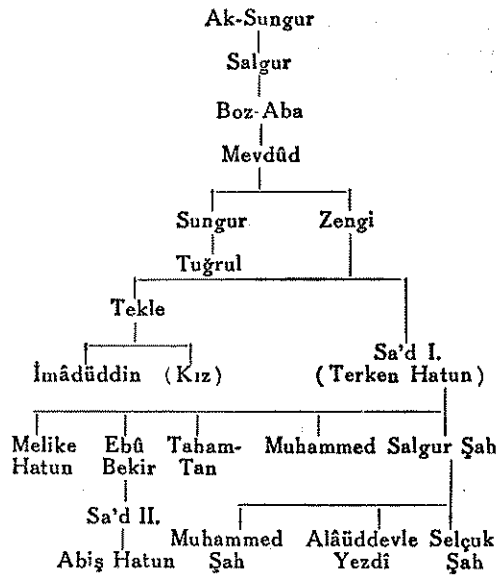 Ak-Sungur
Salgur
Boz-Aba
Mevdûd
Sungur Zengi
Tuğrul
Tekle
Sa'd I.
İmâdüddin (Kız) (Terken Hatun)
Melike Ebû Taham- Muhammed Salgur Şah
Hatun Bekir Tan
Sa'd II.
Muhammed Alâüddevle Selçuk
Abiş Hatun Şah Yezdî Şah